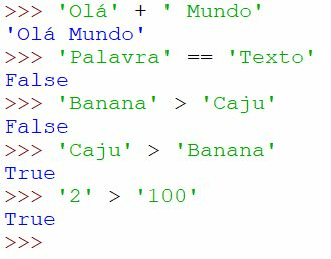 >>> 'Olá' + ' Mundo'
'Olá Mundo'
>>> 'Palavra' == 'Texto'
False
>>> 'Banana' > 'Caju'
False
>>> 'Caju' > 'Banana'
True
>>> '2' > '100'
True
>>>